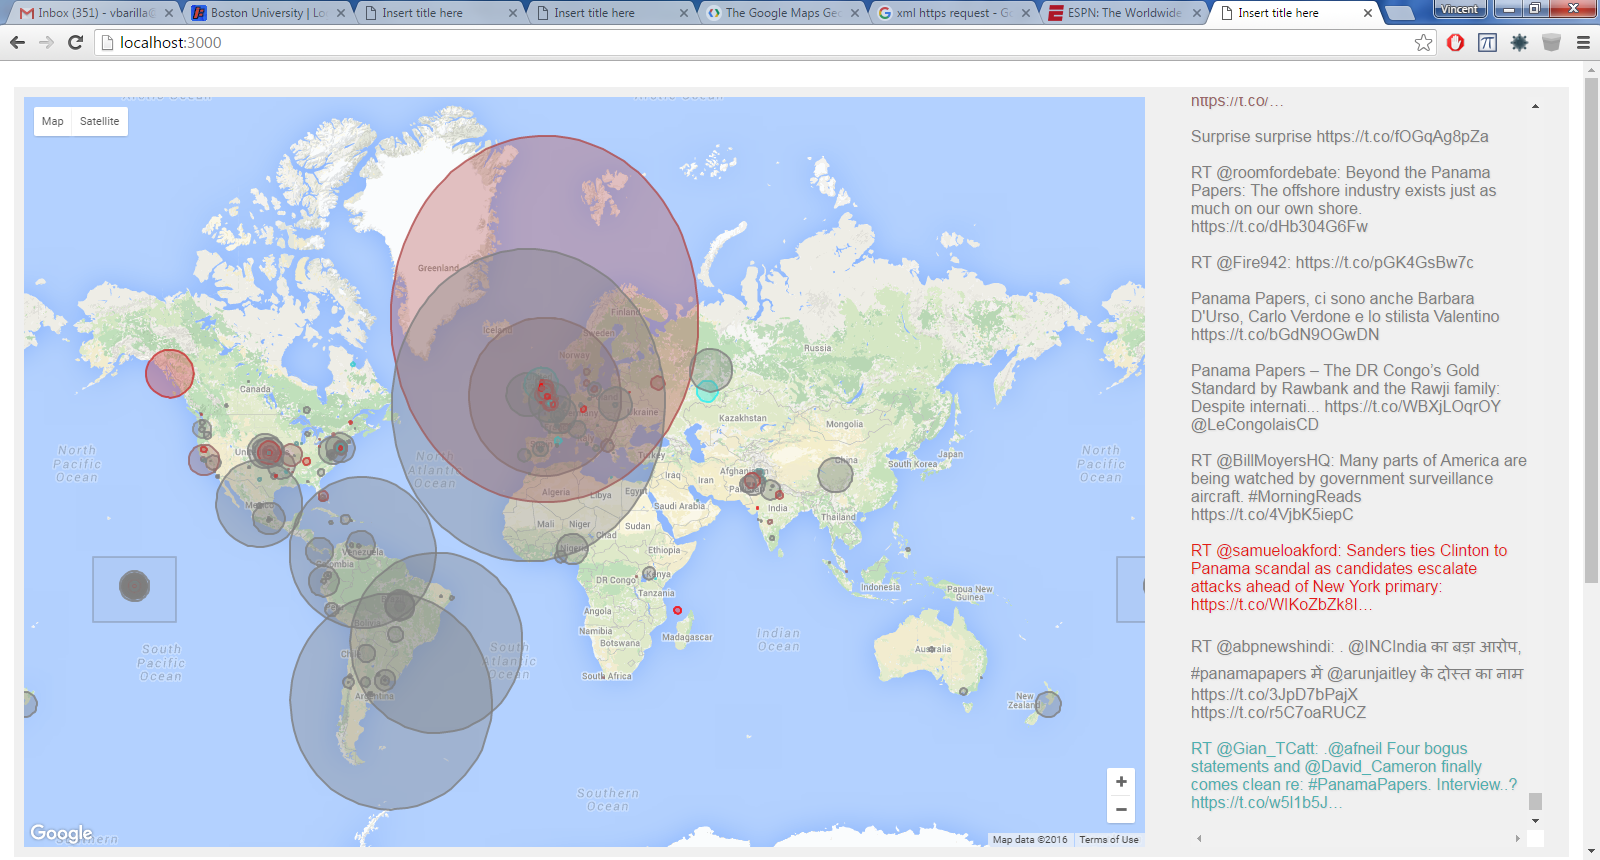 Inbox (351) - vbarilla@
Boston University | Lo
Insert title here
Insert title here
The Google Maps Geo
xml https request - Go
ESPN: The Worldwide
Insert title here
Vincent
localhost:3000
Map
Satellite
Greenland
Iceland
Finland
Sweden
Norway
Russia
Canada
Ukraine
Kazakhstan
Mongolia
North
Pacific
Ocean
North
Atlantic
Ocean
Turkey
Iraq
Iran
Afghanistan
China
South Korea
Japan
North
Pacific
Ocean
Mexico
Algeria
Libya
Egypt
Saudi Arabia
India
Thailand
Mali
Niger
Chad
Sudan
Nigeria
Ethiopia
Venezuela
Colombia
DR Congo
Kenya
Tanzania
Indonesia
Papua New
Guinea
Bolivia
Angola
Namibia
Botswana
Madagascar
Indian
Ocean
South
Pacific
Ocean
Chile
South
Atlantic
Ocean
South Africa
Australia
Argentina
New
Zealand
Southern
Ocean
Google
Map data ©2016
Terms of Use
https://t.co/…
Surprise surprise https://t.co/fOGqAg8pZa
RT @roomfordebate: Beyond the Panama
Papers: The offshore industry exists just as
much on our own shore.
https://t.co/dHb304G6Fw
RT @Fire942: https://t.co/pGK4GsBw7c
Panama Papers, ci sono anche Barbara
D'Urso, Carlo Verdone e lo stilista Valentino
https://t.co/bGdN9OGwDN
Panama Papers – The DR Congo’s Gold
Standard by Rawbank and the Rawji family:
Despite internati... https://t.co/WBXjLOqrOY
@LeCongolaisCD
RT @BillMoyersHQ: Many parts of America are
being watched by government surveillance
aircraft. #MorningReads
https://t.co/4VjbK5iepC
RT @samueloakford: Sanders ties Clinton to
Panama scandal as candidates escalate
attacks ahead of New York primary:
https://t.co/WIKoZbZk8I…
RT @abpnewshindi: . @INCIndia का बड़ा आरोप,
#panamapapers में @arunjaitley के दोस्त का नाम
https://t.co/3JpD7bPajX
https://t.co/r5C7oaRUCZ
RT @Gian_TCatt: .@afneil Four bogus
statements and @David_Cameron finally
comes clean re: #PanamaPapers. Interview..?
https://t.co/w5l1b5J…